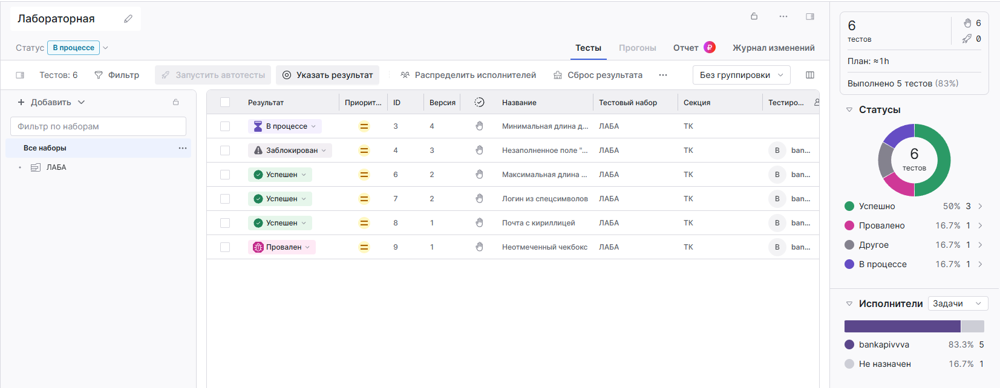 Лабораторная
Статус В процессе
Тесты Прогоны Отчет ₽ Журнал изменений
Тестов: 6 Фильтр Запустить автотесты Указать результат Распределить исполнителей Сброс результата ... Без группировки
+ Добавить
Фильтр по наборам
Все наборы ...
ЛАБА
Результат Приорит... ID Версия Название Тестовый набор Секция Тестиро...
В процессе 3 4 Минимальная длина д... ЛАБА ТК
Заблокирован 4 3 Незаполненное поле "... ЛАБА ТК B ban...
Успешен 6 2 Максимальная длина ... ЛАБА ТК B ban...
Успешен 7 2 Логин из спецсимволов ЛАБА ТК B ban...
Успешен 8 1 Почта с кириллицей ЛАБА ТК B ban...
Провален 9 1 Неотмеченный чекбокс ЛАБА ТК B ban...
6 6
тестов 0
План: ≈1h
Выполнено 5 тестов (83%)
Статусы
6
тестов
Успешно 50% 3
Провалено 16.7% 1
Другое 16.7% 1
В процессе 16.7% 1
Исполнители Задачи
bankapivvva 83.3% 5
Не назначен 16.7% 1